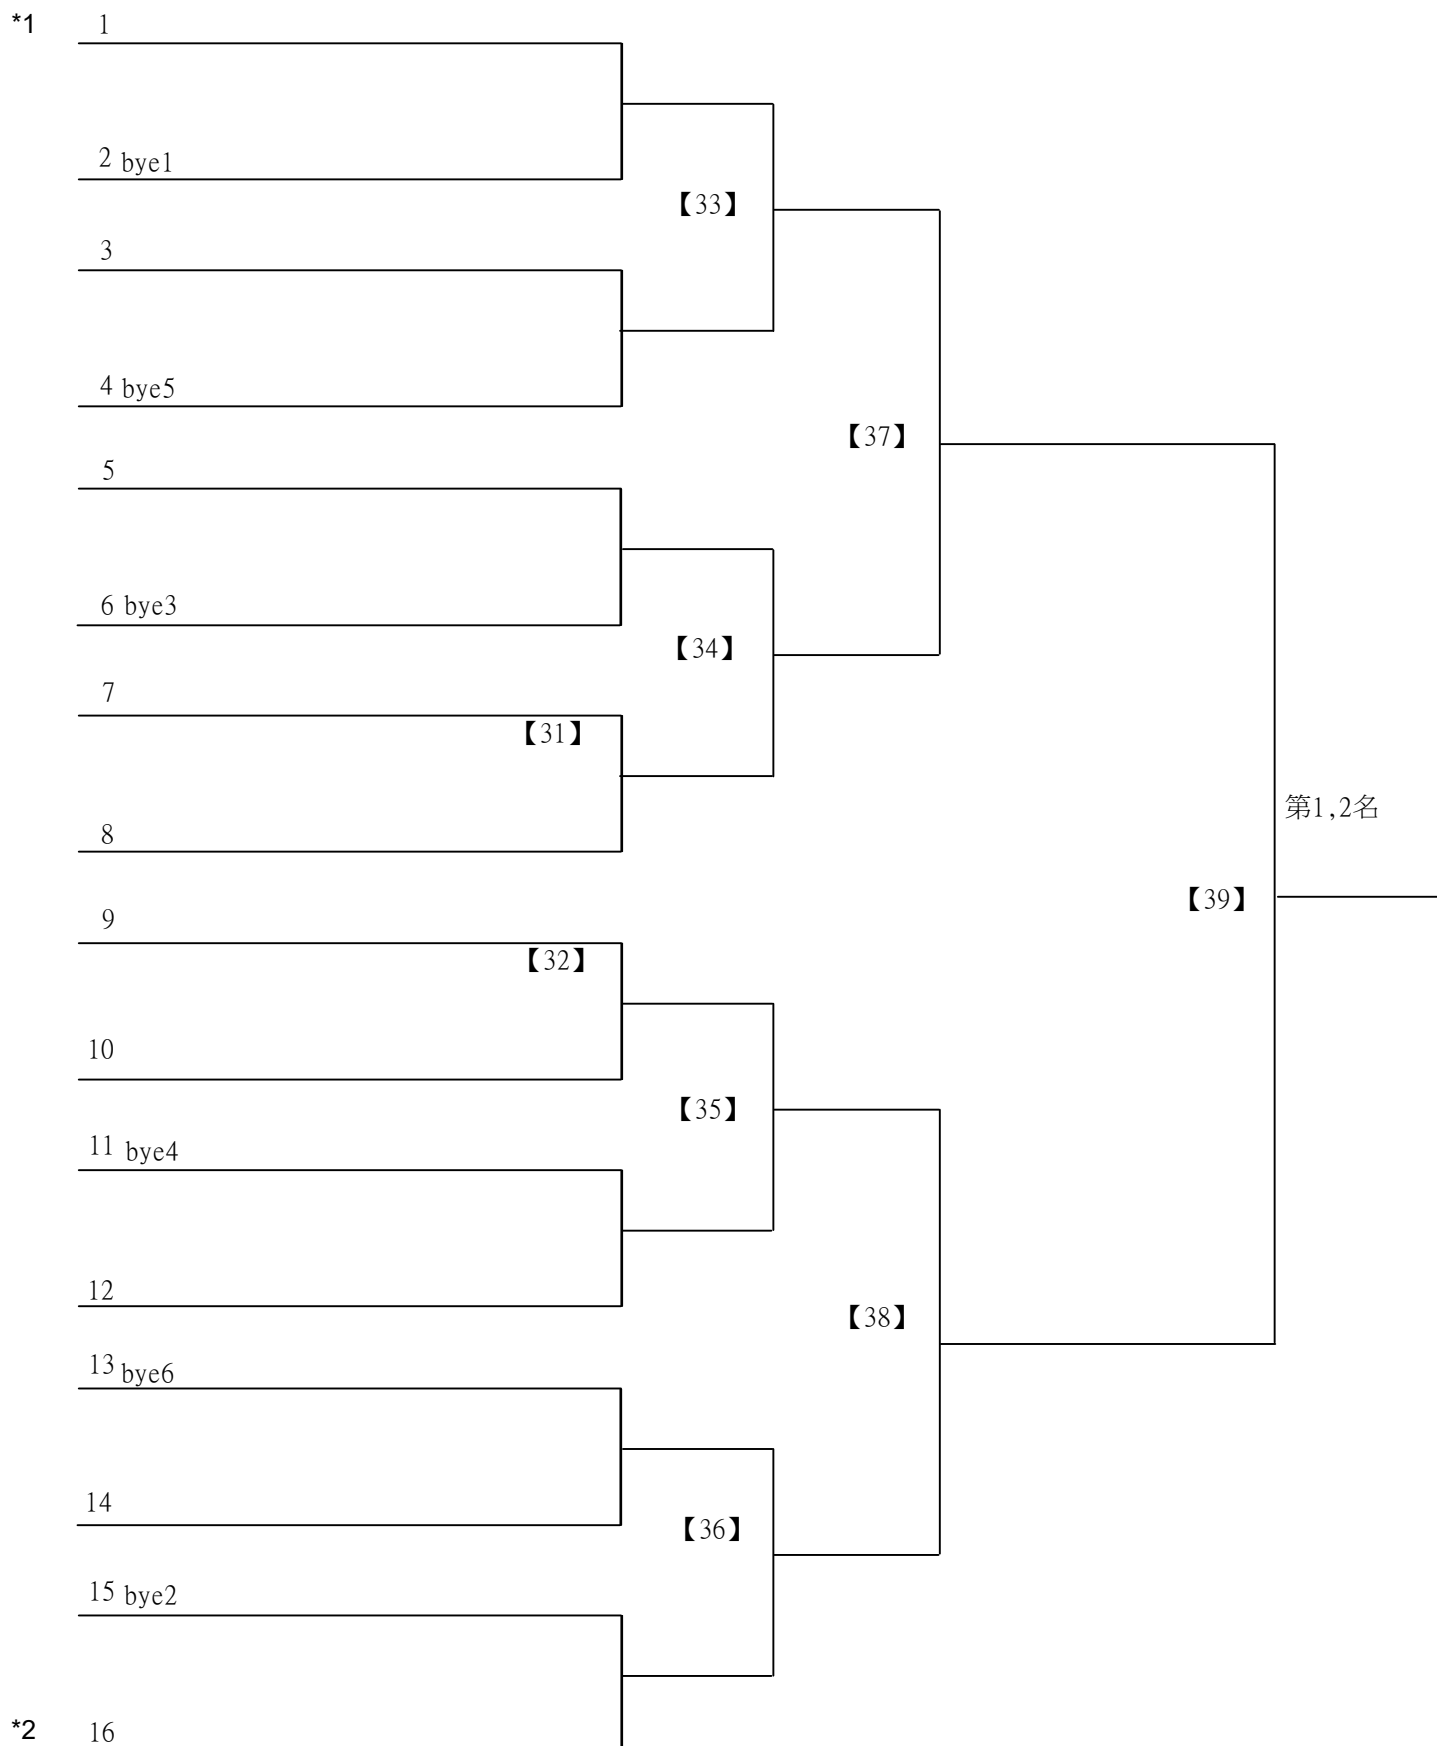 *1 1
2 bye1
【33】
3
4 bye5
【37】
5
6 bye3
【34】
7
【31】
8
第1,2名
【39】
9
【32】
10
【35】
11 bye4
12
【38】
13 bye6
14
【36】
15 bye2
*2 16